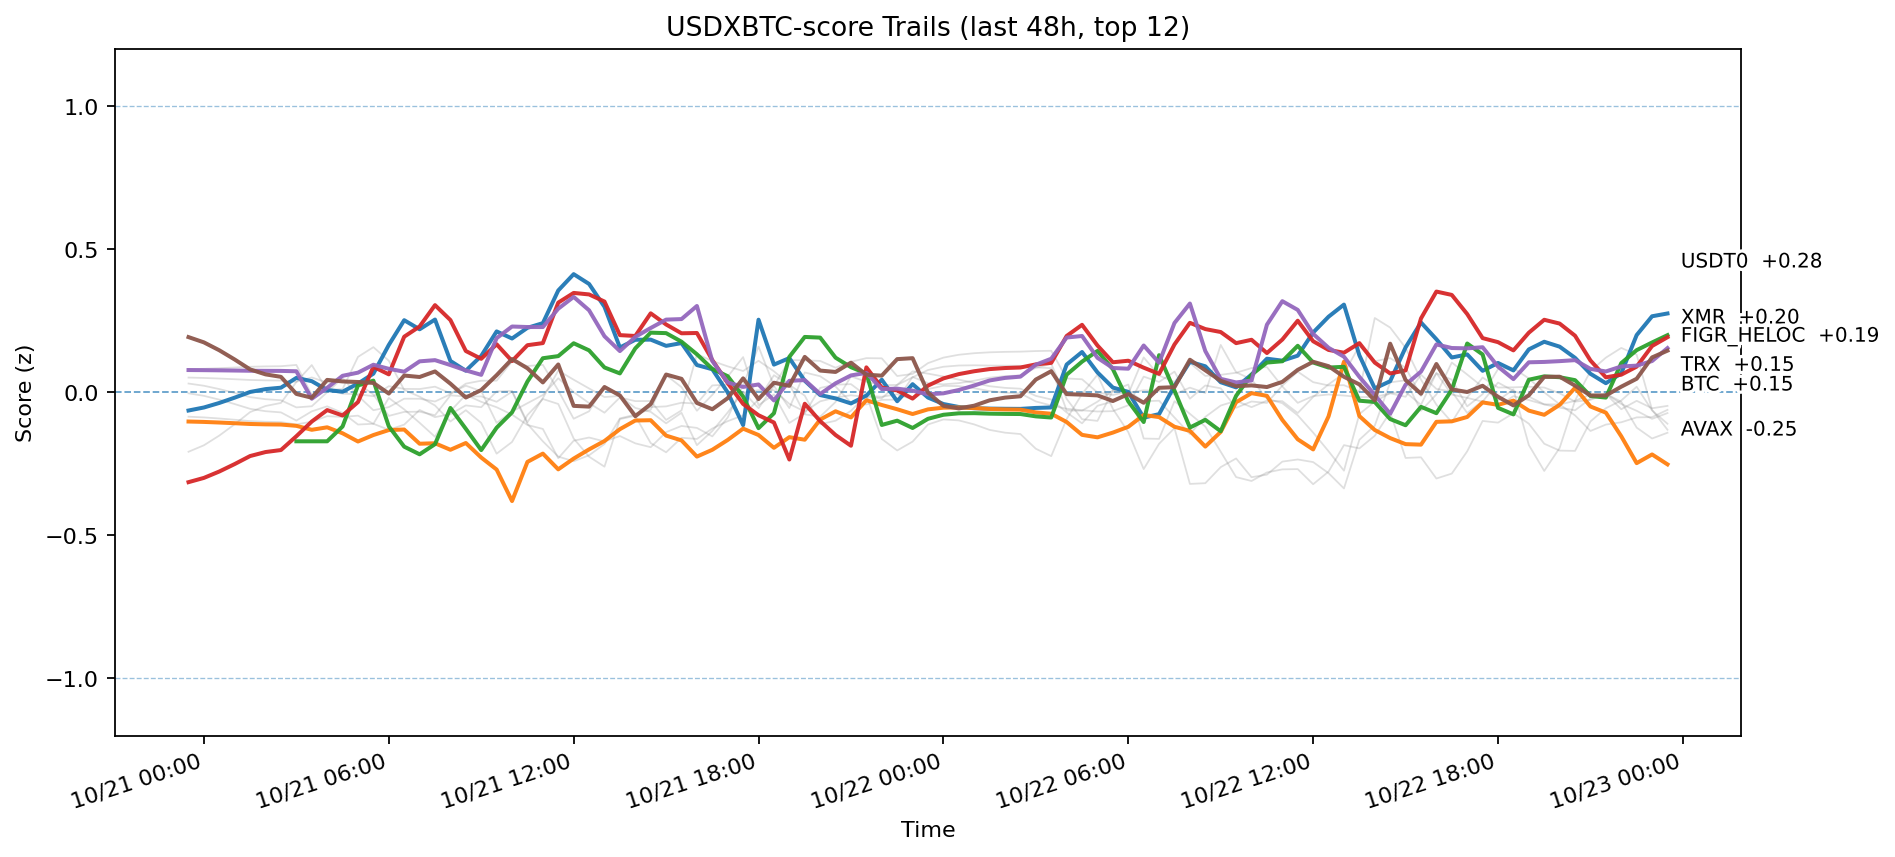 USDXBTC-score Trails (last 48h, top 12)
Score (z)
1.0
0.5
0.0
−0.5
−1.0
USDT0 +0.28
XMR +0.20
FIGR_HELOC +0.19
TRX +0.15
BTC +0.15
AVAX -0.25
10/21 00:00
10/21 06:00
10/21 12:00
10/21 18:00
10/22 00:00
10/22 06:00
10/22 12:00
10/22 18:00
10/23 00:00
Time